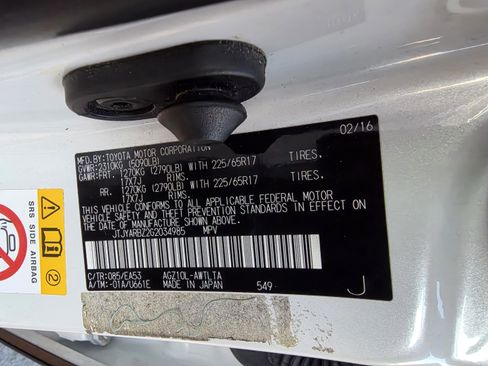 MFD.BY:TOYOTA MOTOR CORPORATION 02/16
GVWR:2310KG (5090LB)
GAWR:FRT. 1270KG (2790LB) WITH 225/65R17 TIRES.
17X7J RIMS
RR. 1270KG (2790LB) WITH 225/65R17 TIRES.
17X7J RIMS
THIS VEHICLE CONFORMS TO ALL APPLICABLE FEDERAL MOTOR
VEHICLE SAFETY AND THEFT PREVENTION STANDARDS IN EFFECT ON
THE DATE OF MANUFACTURE SHOWN ABOVE.
JTJYARBZ2G2034985 MPV
C/TR:085/EA53 AGZ10L-AWTLTA
A/TM:-01A/U661E MADE IN JAPAN 549 J
SRS SIDE AIRBAG